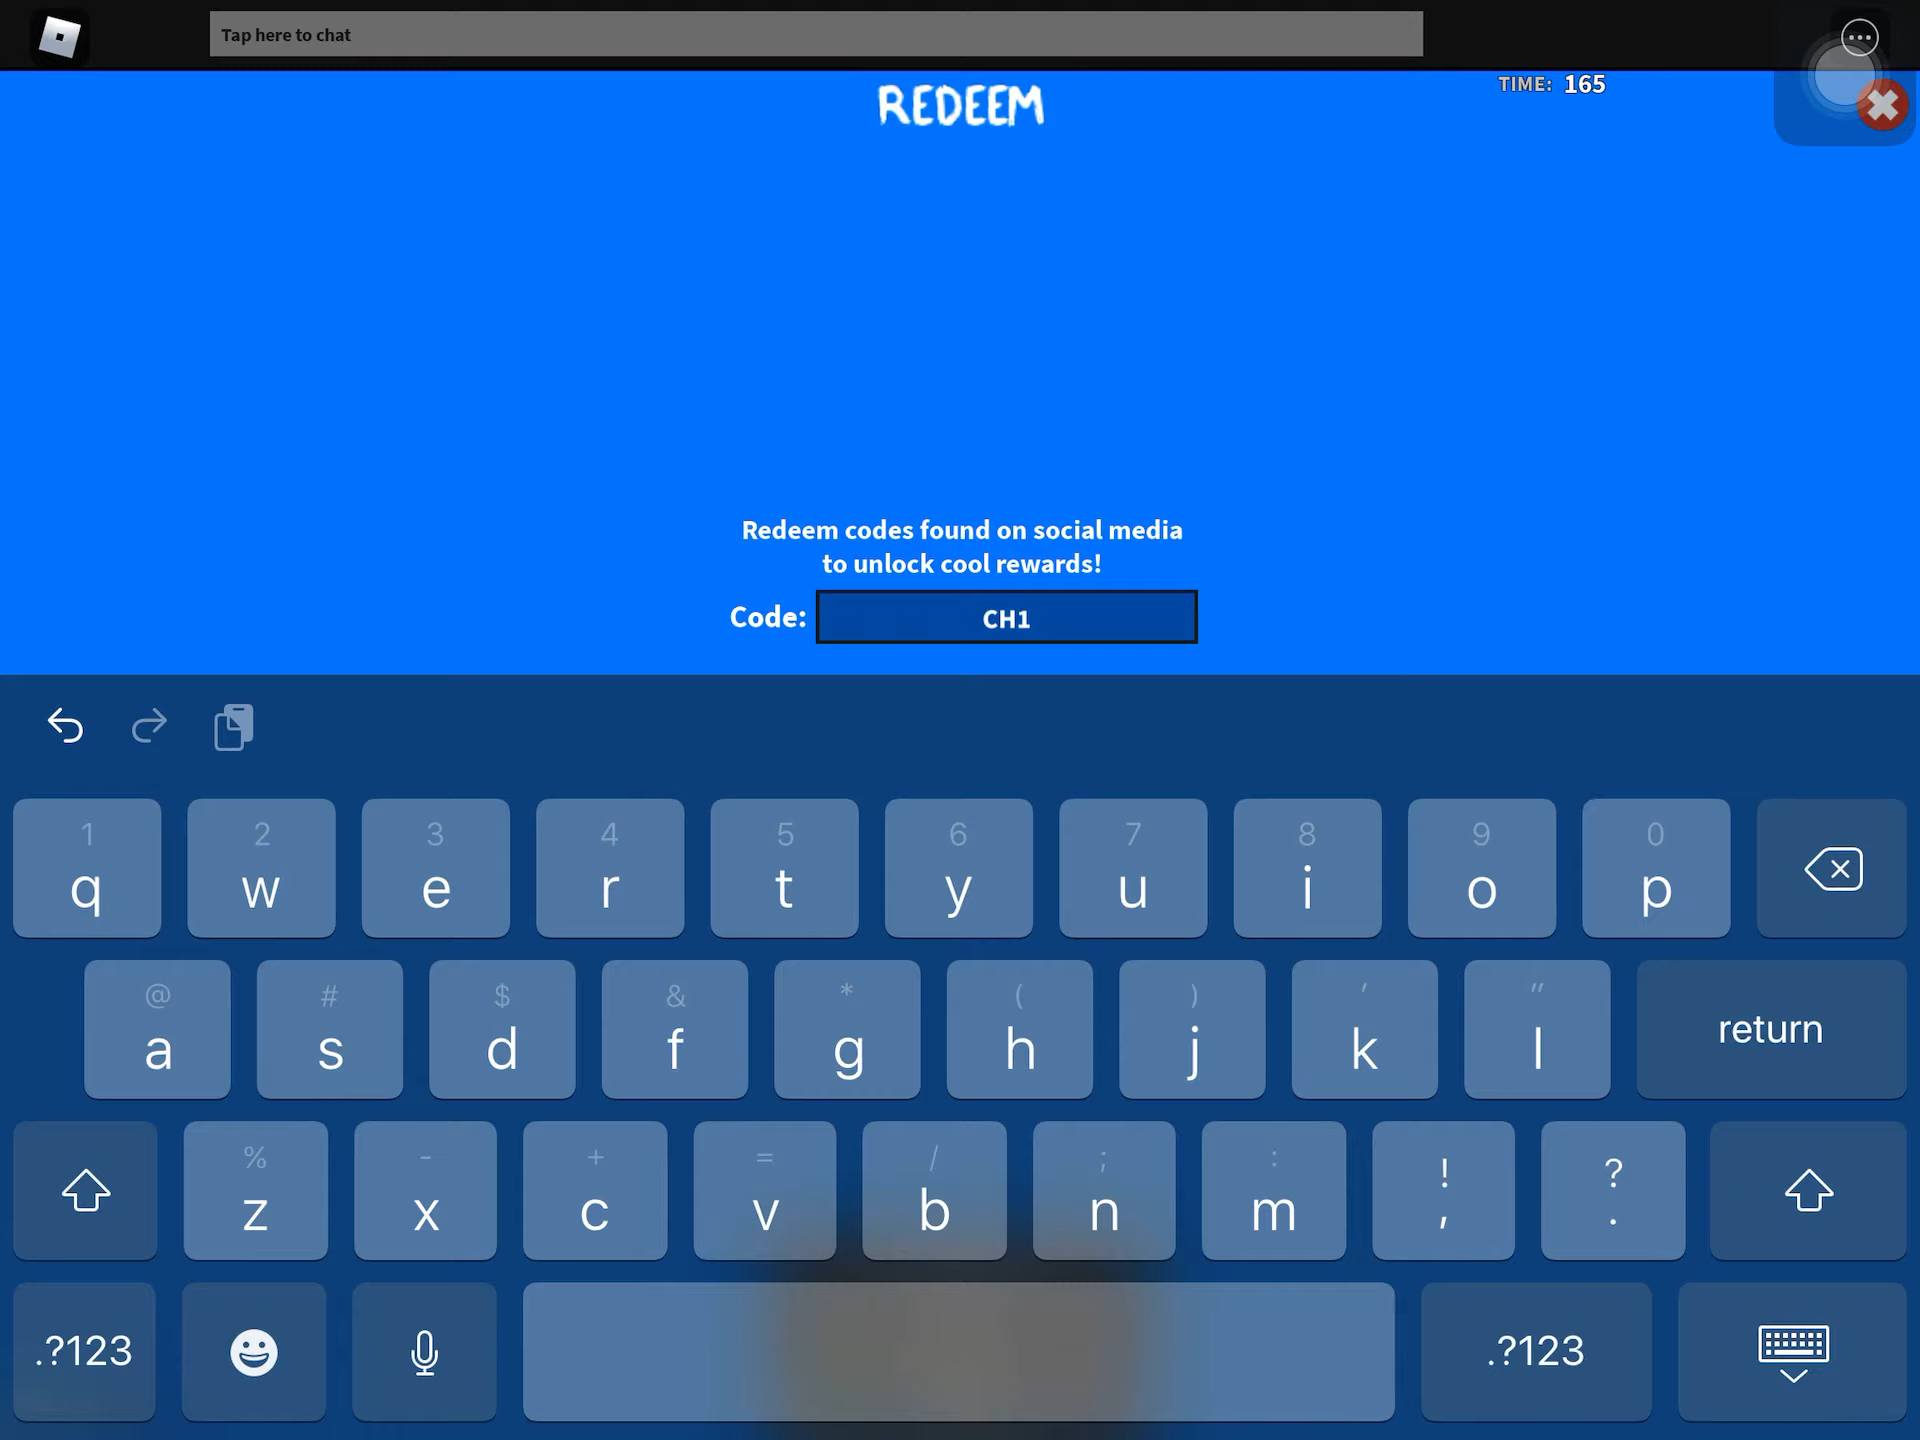 Tap here to chat
REDEEM
TIME: 165
Redeem codes found on social media
to unlock cool rewards!
Code: CH1
1 2 3 4 5 6 7 8 9 0
q w e r t y u i o p
@ # $ & * ( ) ' "
a s d f g h j k l return
% - + = / ; : ! ?
z x c v b n m , .
.?123 .?123